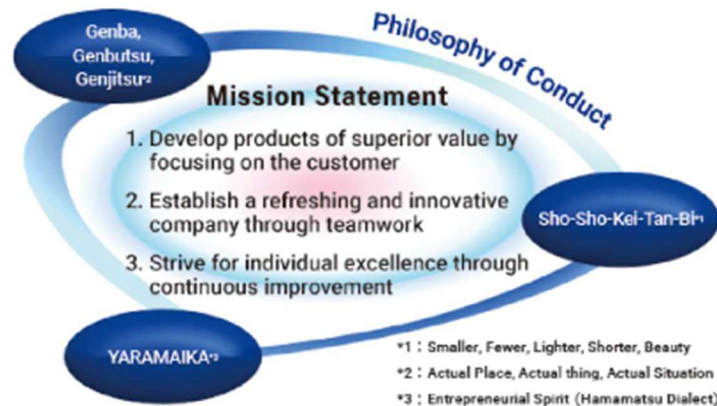 Genba,
Genbutsu,
Genjitsu*2
Philosophy of Conduct
Mission Statement
1. Develop products of superior value by
focusing on the customer
2. Establish a refreshing and innovative
company through teamwork
3. Strive for individual excellence through
continuous improvement
Sho-Sho-Kei-Tan-Bi*1
YARAMAIKA*3
*1 : Smaller, Fewer, Lighter, Shorter, Beauty
*2 : Actual Place, Actual thing, Actual Situation
*3 : Entrepreneurial Spirit (Hamamatsu Dialect)